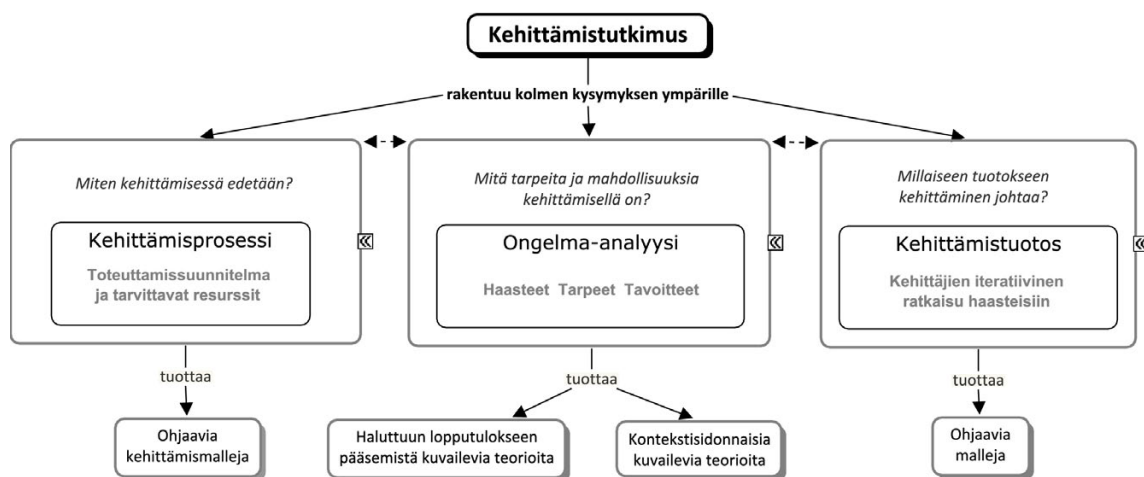 Kehittämistutkimus
rakentuu kolmen kysymyksen ympärille
Miten kehittämisessä edetään?
Kehittämisprosessi
Toteuttamissuunnitelma
ja tarvittavat resurssit
Mitä tarpeita ja mahdollisuuksia
kehittämisellä on?
Ongelma-analyysi
Haasteet Tarpeet Tavoitteet
Millaiseen tuotokseen
kehittäminen johtaa?
Kehittämistuotos
Kehittäjien iteratiivinen
ratkaisu haasteisiin
tuottaa
tuottaa
tuottaa
Ohjaavia
kehittämismalleja
Haluttuun lopputulokseen
pääsemistä kuvailevia teorioita
Kontekstisidonnaisia
kuvailevia teorioita
Ohjaavia
malleja